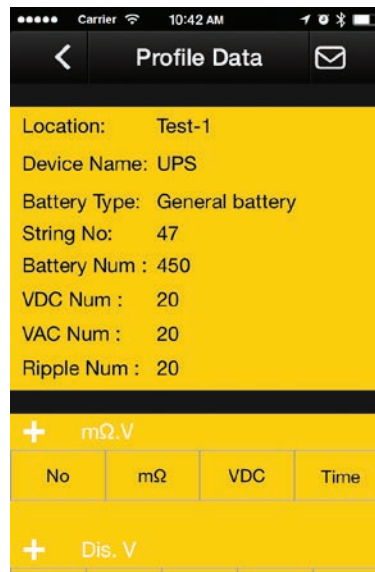 Carrier 10:42 AM
Profile Data
Location: Test-1
Device Name: UPS
Battery Type: General battery
String No: 47
Battery Num : 450
VDC Num : 20
VAC Num : 20
Ripple Num : 20
+ mΩ.V
No mΩ VDC Time
+ Dis. V